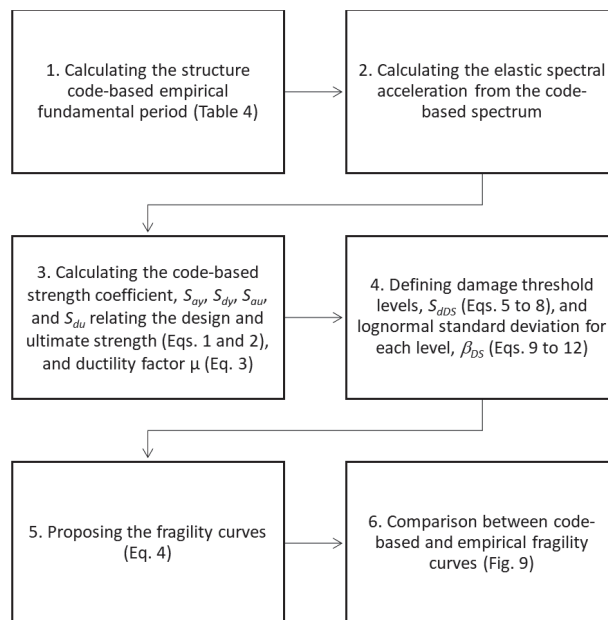 1. Calculating the structure
code-based empirical
fundamental period (Table 4)
2. Calculating the elastic spectral
acceleration from the code-
based spectrum
3. Calculating the code-based
strength coefficient, Say, Sdy, Sau,
and Sdu relating the design and
ultimate strength (Eqs. 1 and 2),
and ductility factor μ (Eq. 3)
4. Defining damage threshold
levels, SdDS (Eqs. 5 to 8), and
lognormal standard deviation for
each level, βDS (Eqs. 9 to 12)
5. Proposing the fragility curves
(Eq. 4)
6. Comparison between code-
based and empirical fragility
curves (Fig. 9)